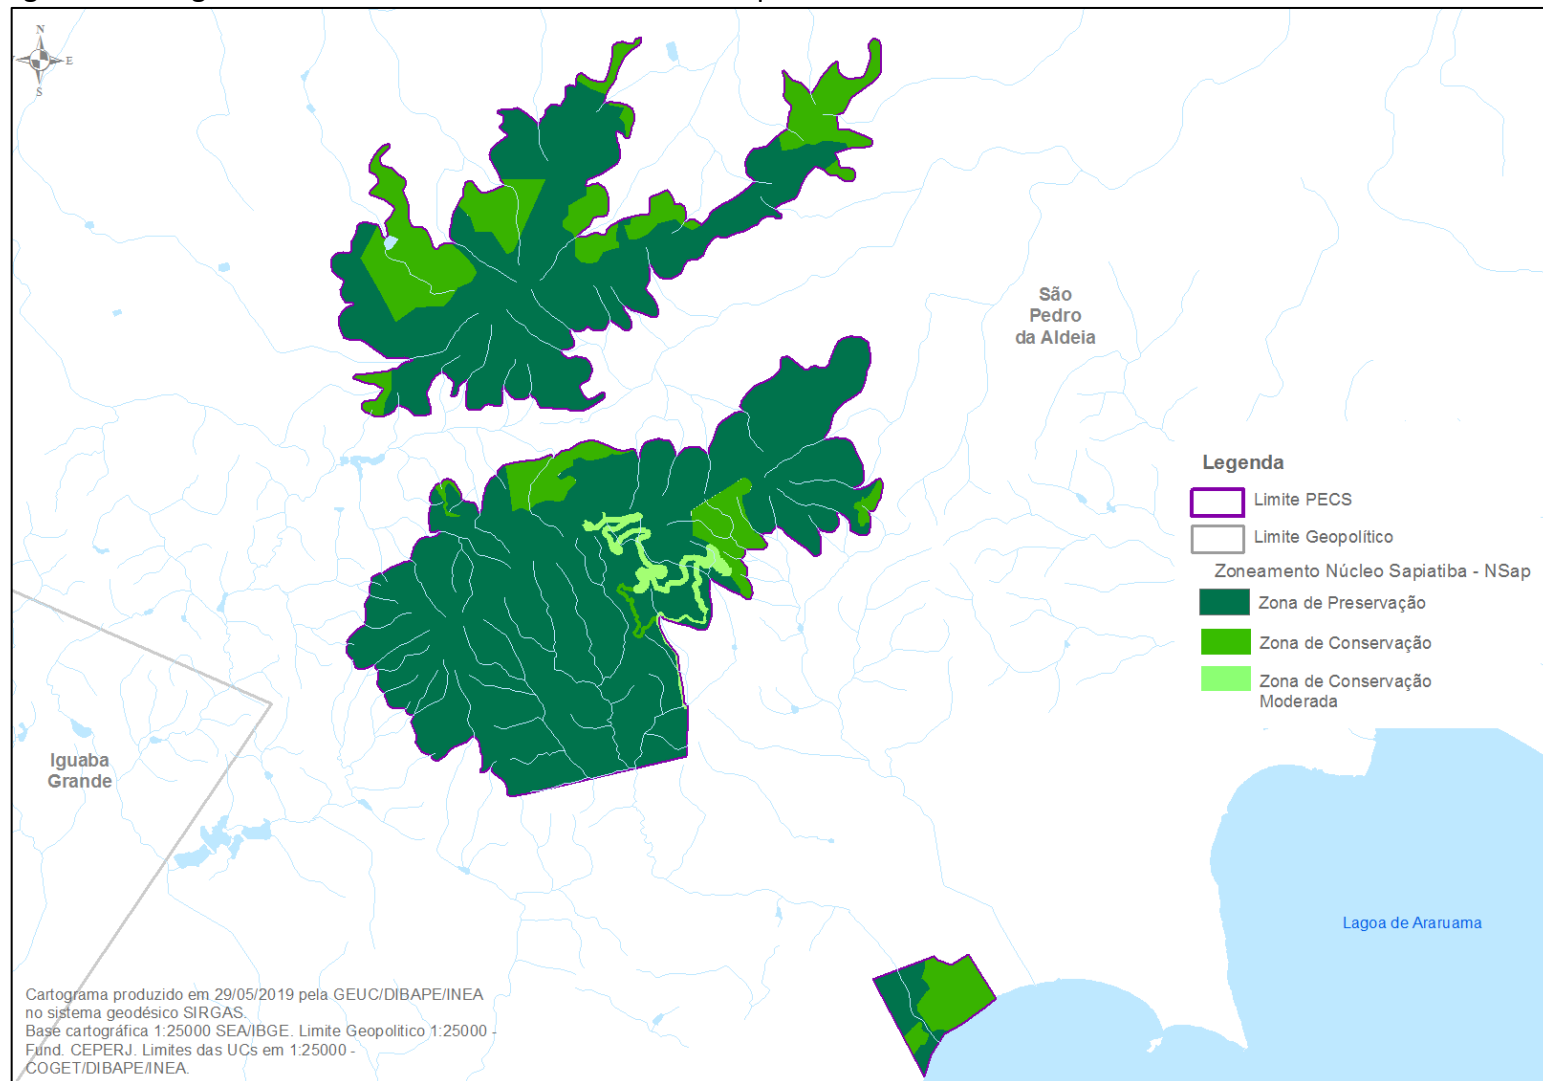 N
E
S
São
Pedro
da Aldeia
Legenda
Limite PECS
Limite Geopolítico
Zoneamento Núcleo Sapiatiba - NSap
Zona de Preservação
Zona de Conservação
Zona de Conservação
Moderada
Iguaba
Grande
Lagoa de Araruama
Cartograma produzido em 29/05/2019 pela GEUC/DIBAPE/INEA
no sistema geodésico SIRGAS.
Base cartográfica 1:25000 SEA/IBGE. Limite Geopolítico 1:25000 -
Fund. CEPERJ. Limites das UCs em 1:25000 -
COGET/DIBAPE/INEA.